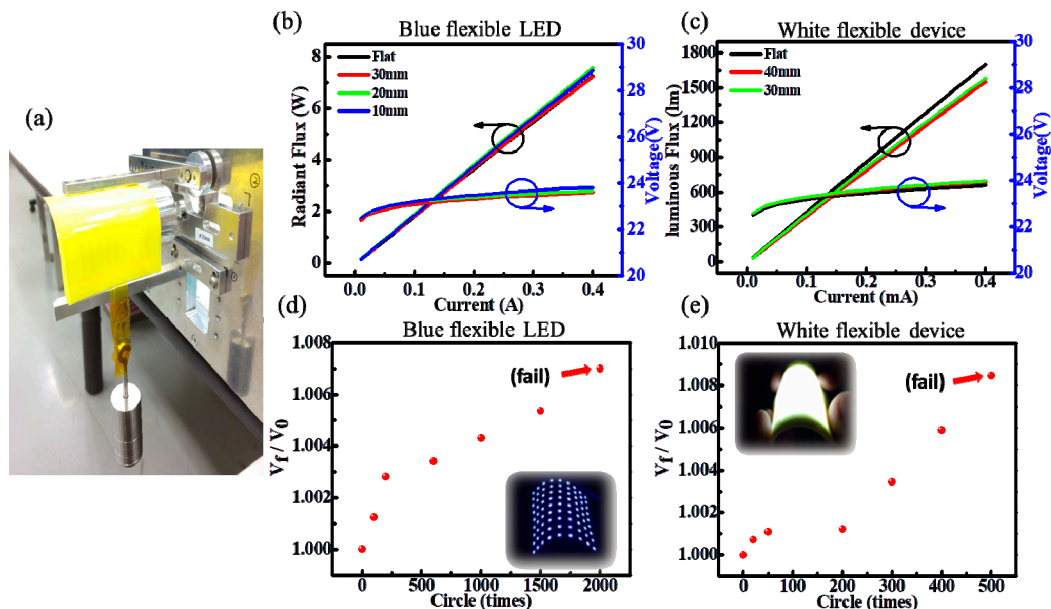 (a)
(b)
Blue flexible LED
Radiant Flux (W)
8
6
4
2
0
Flat
30mm
20mm
10mm
30
28
26
24
22
20
Voltage(V)
0.0 0.1 0.2 0.3 0.4
Current (A)
(c)
White flexible device
luminous Flux (lm)
1800
1500
1200
900
600
300
0
Flat
40mm
30mm
30
28
26
24
22
20
Voltage(V)
0.0 0.1 0.2 0.3 0.4
Current (mA)
(d)
Blue flexible LED
Vf / V0
1.008
1.006
1.004
1.002
1.000
(fail)
0 500 1000 1500 2000
Circle (times)
(e)
White flexible device
Vf / V0
1.010
1.008
1.006
1.004
1.002
1.000
(fail)
0 100 200 300 400 500
Circle (times)